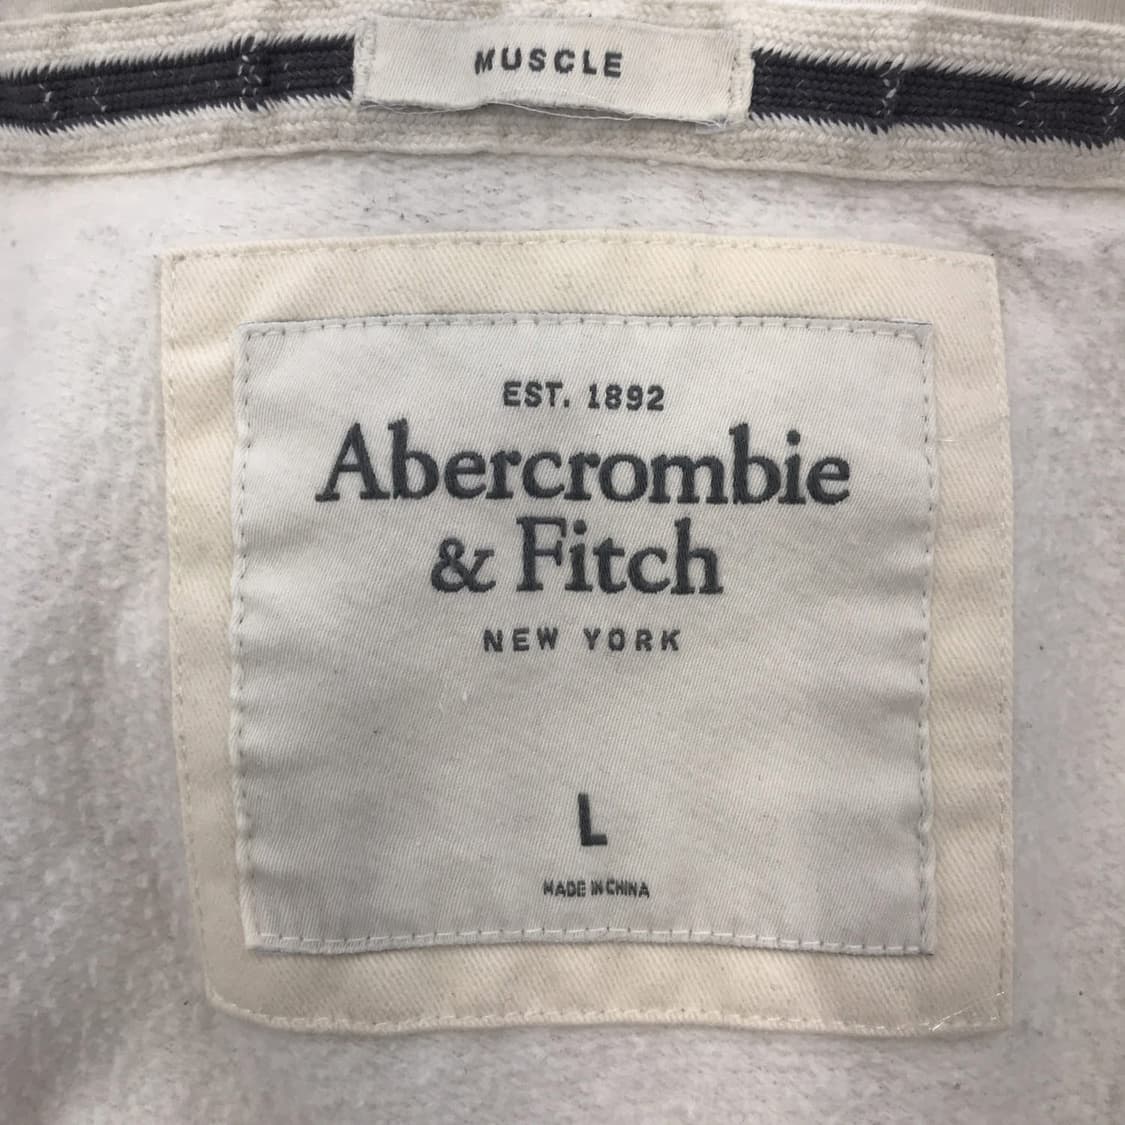 MUSCLE
EST. 1892
Abercrombie
& Fitch
NEW YORK
L
MADE IN CHINA